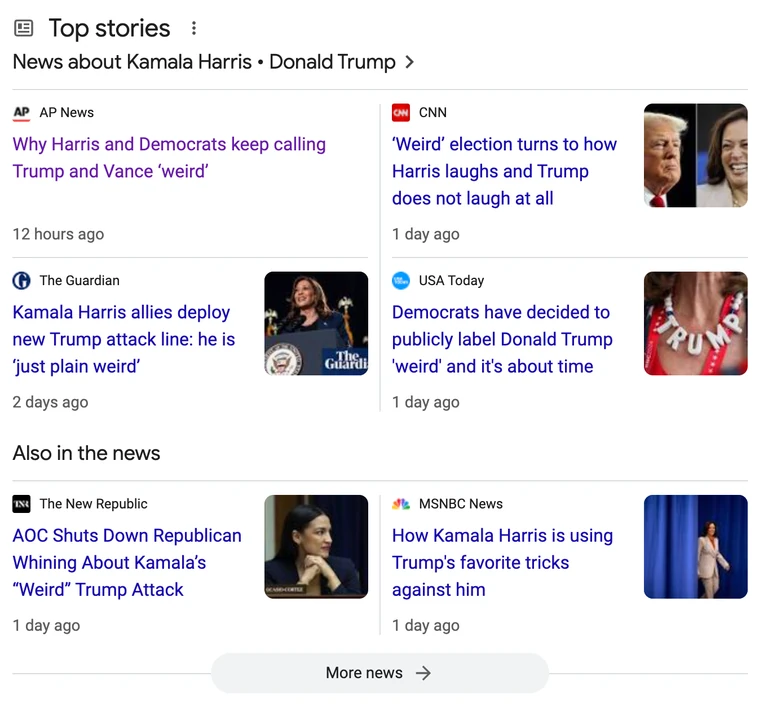 Top stories
News about Kamala Harris • Donald Trump
AP AP News
Why Harris and Democrats keep calling
Trump and Vance ‘weird’
12 hours ago
CNN CNN
‘Weird’ election turns to how
Harris laughs and Trump
does not laugh at all
1 day ago
The Guardian
Kamala Harris allies deploy
new Trump attack line: he is
‘just plain weird’
2 days ago
The
Guardi
USA Today
Democrats have decided to
publicly label Donald Trump
'weird' and it's about time
1 day ago
TRUMP
Also in the news
TNR The New Republic
AOC Shuts Down Republican
Whining About Kamala’s
“Weird” Trump Attack
1 day ago
MSNBC News
How Kamala Harris is using
Trump's favorite tricks
against him
1 day ago
More news